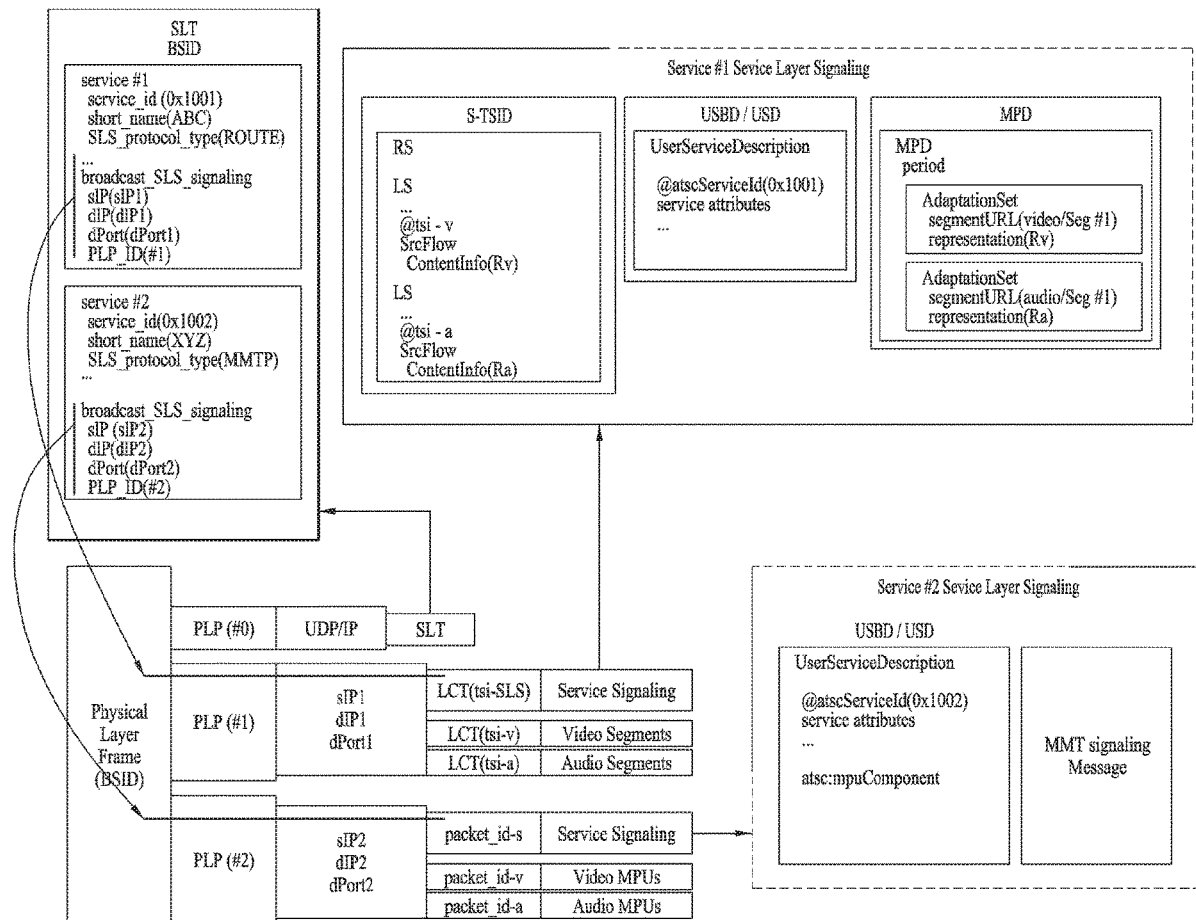 SLT
BSID
service #1
service_id (0x1001)
short_name(ABC)
SLS_protocol_type(ROUTE)
...
broadcast_SLS_signaling
sIP(sIP1)
dIP(dIP1)
dPort(dPort1)
PLP_ID(#1)
service #2
service_id(0x1002)
short_name(XYZ)
SLS_protocol_type(MMTP)
...
broadcast_SLS_signaling
sIP (sIP2)
dIP(dIP2)
dPort(dPort2)
PLP_ID(#2)
Service #1 Sevice Layer Signaling
S-TSID
RS
LS
...
@tsi - v
SrcFlow
ContentInfo(Rv)
LS
...
@tsi - a
SrcFlow
ContentInfo(Ra)
USBD / USD
UserServiceDescription
@atscServiceId(0x1001)
service attributes
...
MPD
MPD
period
AdaptationSet
segmentURL(video/Seg #1)
representation(Rv)
AdaptationSet
segmentURL(audio/Seg #1)
representation(Ra)
Physical
Layer
Frame
(BSID)
PLP (#0)
UDP/IP
SLT
PLP (#1)
sIP1
dIP1
dPort1
LCT(tsi-SLS)
Service Signaling
LCT(tsi-v)
Video Segments
LCT(tsi-a)
Audio Segments
PLP (#2)
sIP2
dIP2
dPort2
packet_id-s
Service Signaling
packet_id-v
Video MPUs
packet_id-a
Audio MPUs
Service #2 Sevice Layer Signaling
USBD / USD
UserServiceDescription
@atscServiceId(0x1002)
service attributes
...
atsc:mpuComponent
MMT signaling
Message